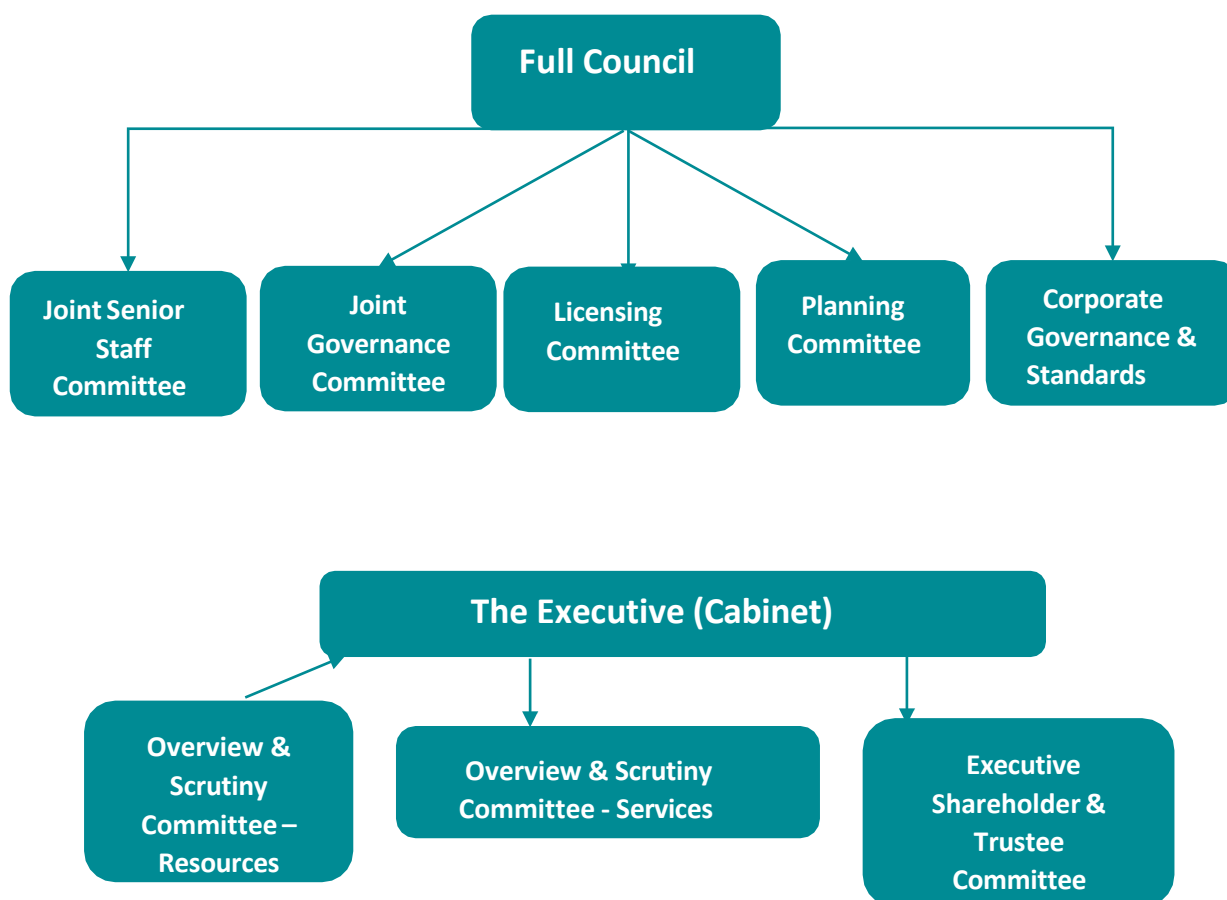 Full Council
Joint Senior
Staff
Committee
Joint
Governance
Committee
Licensing
Committee
Planning
Committee
Corporate
Governance &
Standards
The Executive (Cabinet)
Overview &
Scrutiny
Committee –
Resources
Overview & Scrutiny
Committee - Services
Executive
Shareholder &
Trustee
Committee